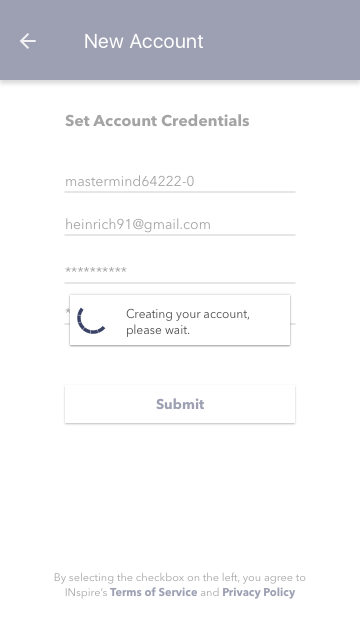 New Account
Set Account Credentials
mastermind64222-0
heinrich91@gmail.com
**********
*
Creating your account,
please wait.
Submit
By selecting the checkbox on the left, you agree to
INspire's Terms of Service and Privacy Policy